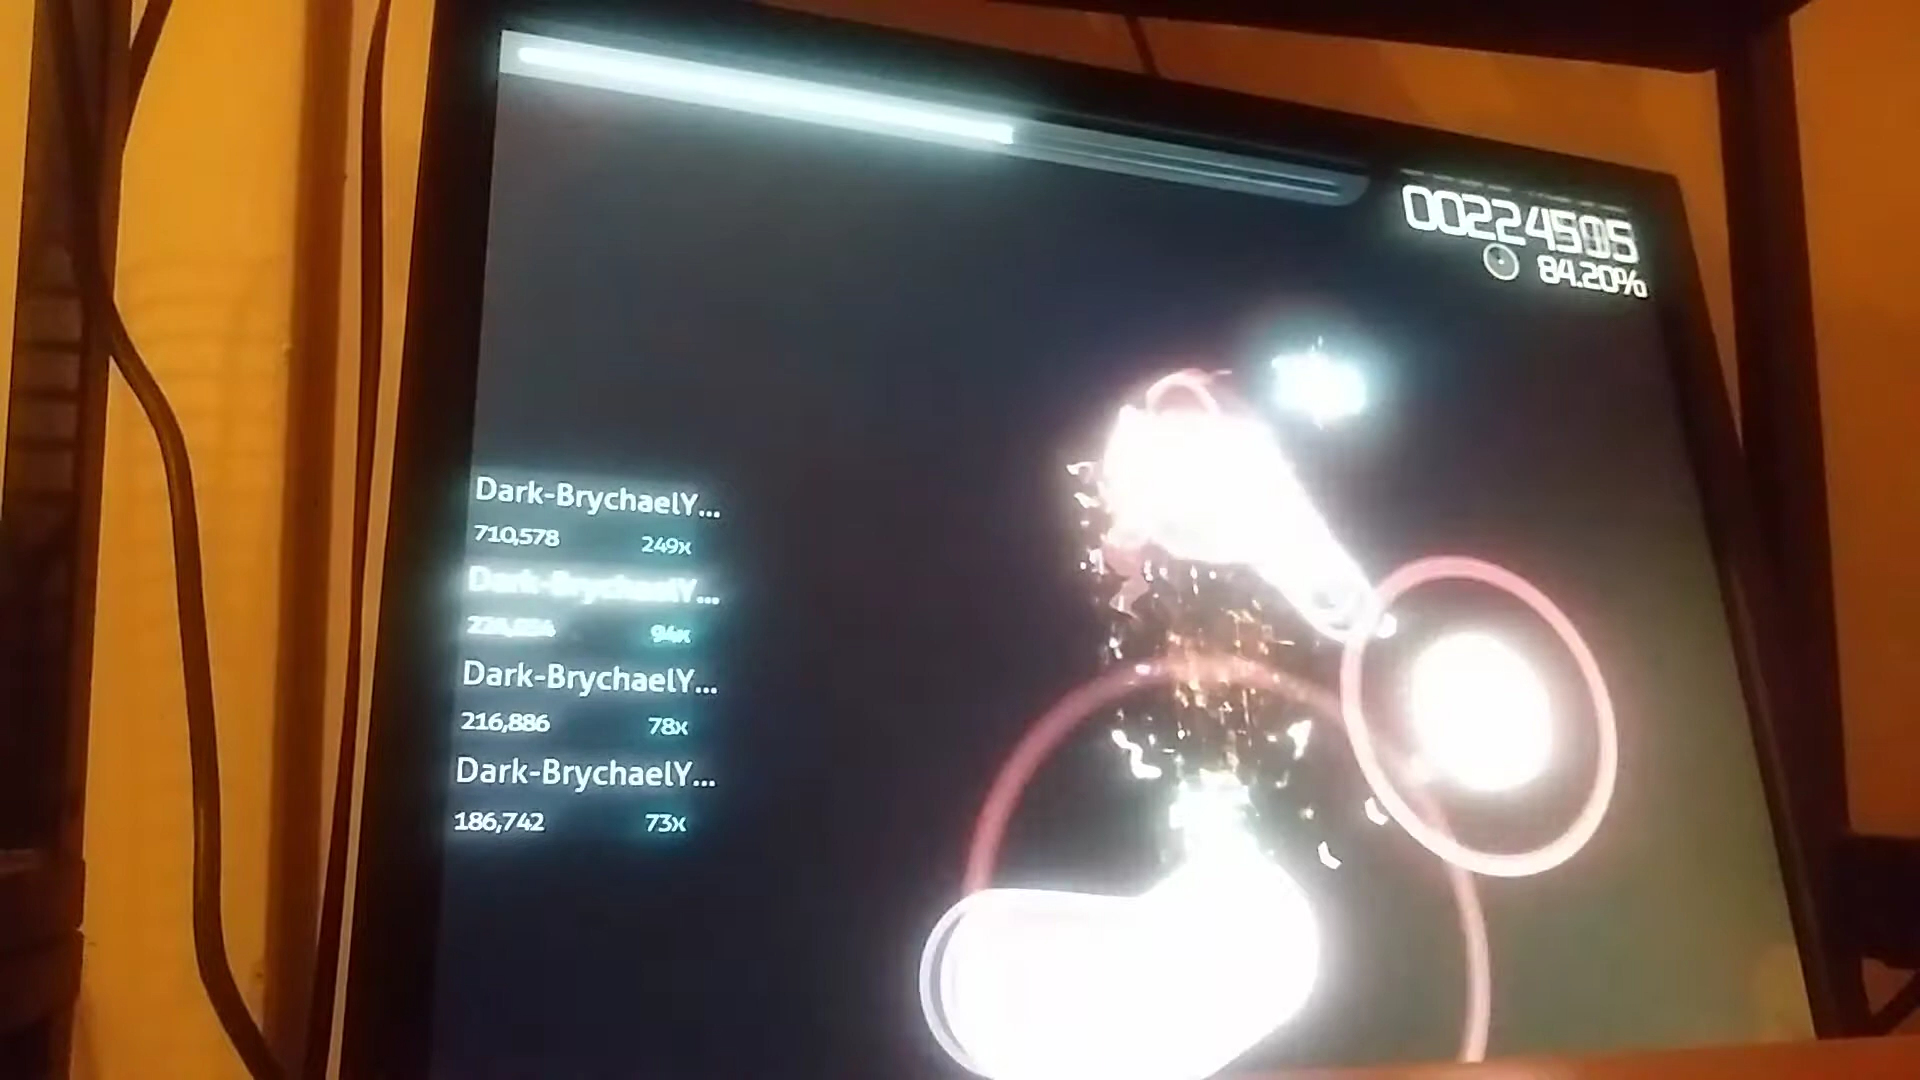 00224505
84.20%
Dark-BrychaelY...
710,578 249x
Dark-BrychaelY...
94x
Dark-BrychaelY...
216,886 78x
Dark-BrychaelY...
186,742 73x